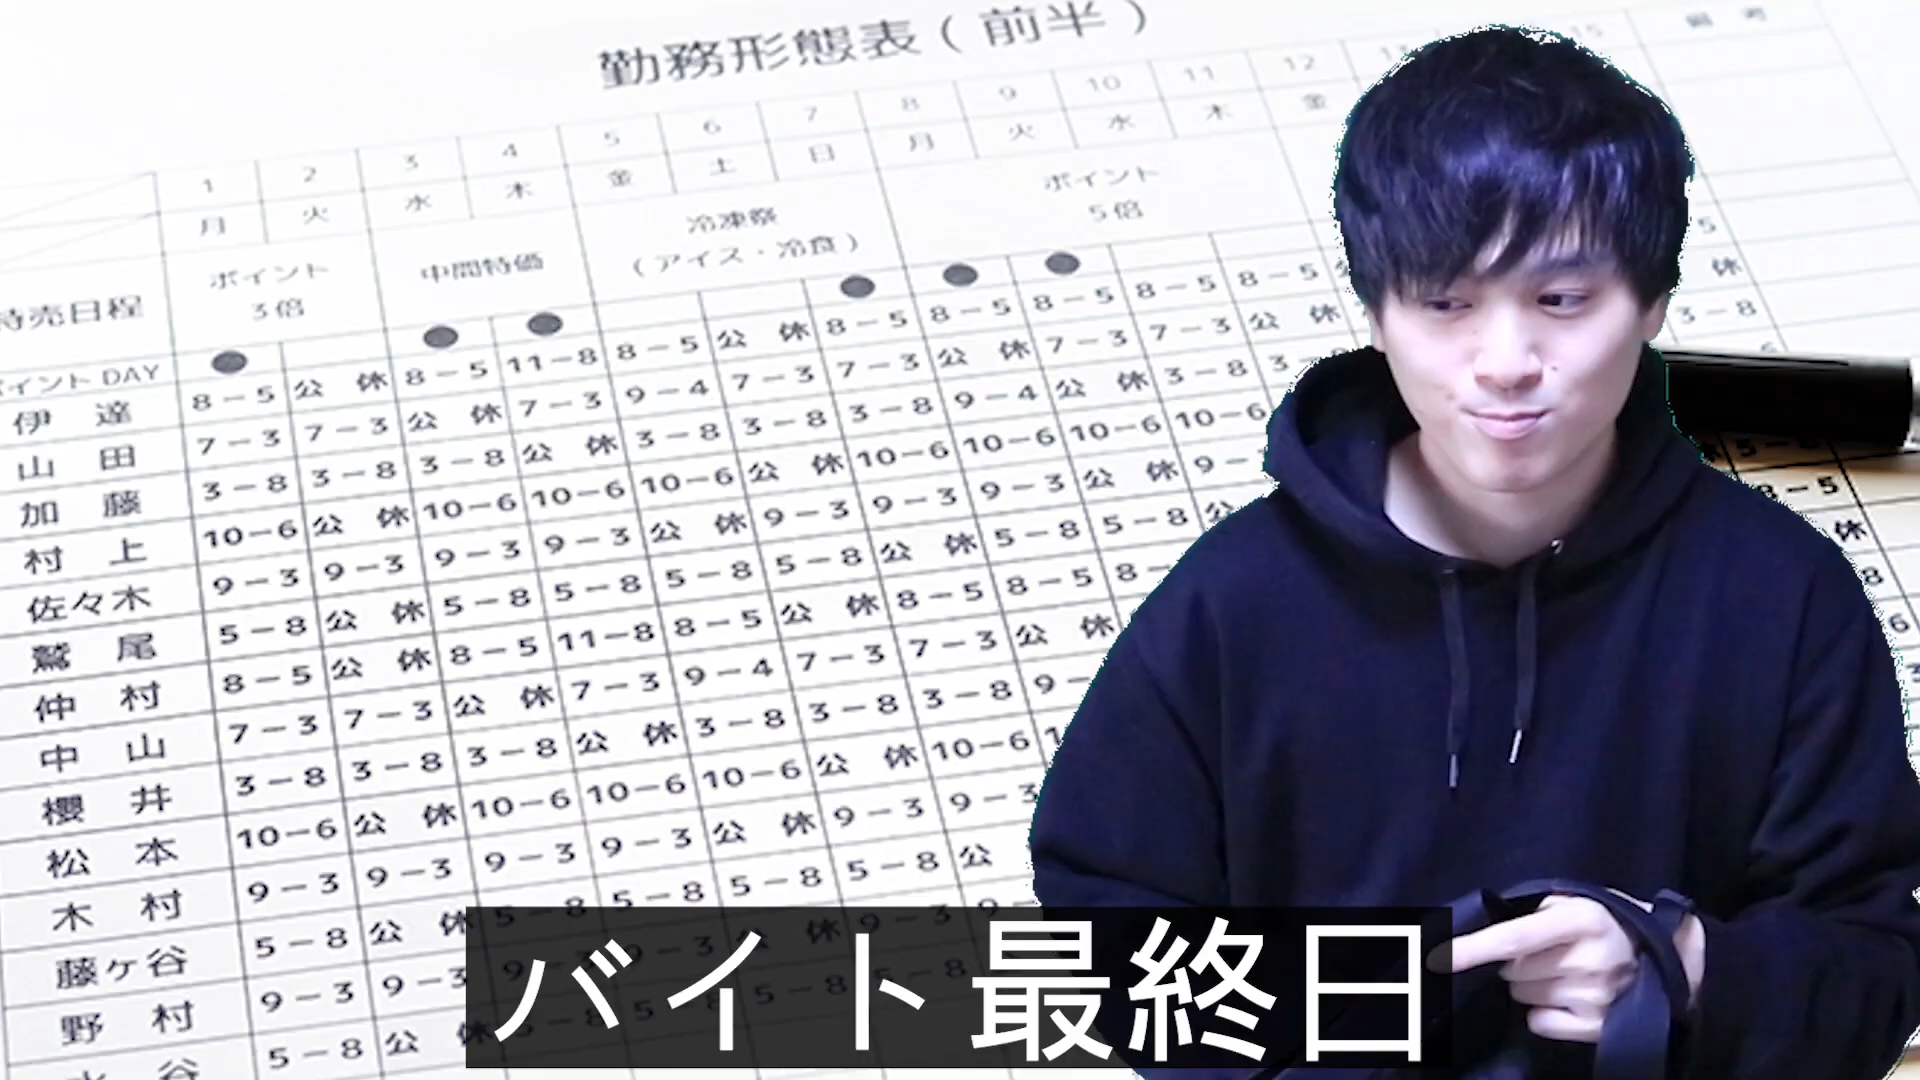 勤務形態表(前半)
1 2 3 4 5 6 7 8 9 10 11 12 13 15 備考
月 火 水 木 金 土 日 月 火 水 木 金
特売日程 ポイント3倍 中間特価 冷凍祭(アイス・冷食) ポイント5倍
ポイントDAY ● ● ● ● ● ●
伊達 8-5 公休 8-5 11-8 8-5 公休 8-5 8-5 8-5 8-5 8-5
山田 7-3 7-3 公休 7-3 9-4 7-3 7-3 公休 7-3 7-3 公休 休
加藤 3-8 3-8 3-8 公休 3-8 3-8 3-8 9-4 公休 3-8 3-8
村上 10-6 公休 10-6 10-6 10-6 公休 10-6 10-6 10-6 10-6
佐々木 9-3 9-3 9-3 9-3 公休 9-3 9-3 9-3 公休
鷲尾 5-8 公休 5-8 5-8 5-8 5-8 公休 5-8 5-8 8-5
仲村 8-5 公休 8-5 11-8 8-5 公休 8-5 8-5 休
中山 7-3 7-3 公休 7-3 9-4 7-3 7-3 公休
櫻井 3-8 3-8 3-8 公休 3-8 3-8 3-8
松本 10-6 公休 10-6 10-6 10-6 公休 10-6
木村 9-3 9-3 9-3 9-3 公休 9-3 9-3
藤ヶ谷 5-8 公休 5-8 5-8 5-8 5-8
野村 9-3 9-3
5-8
バイト最終日